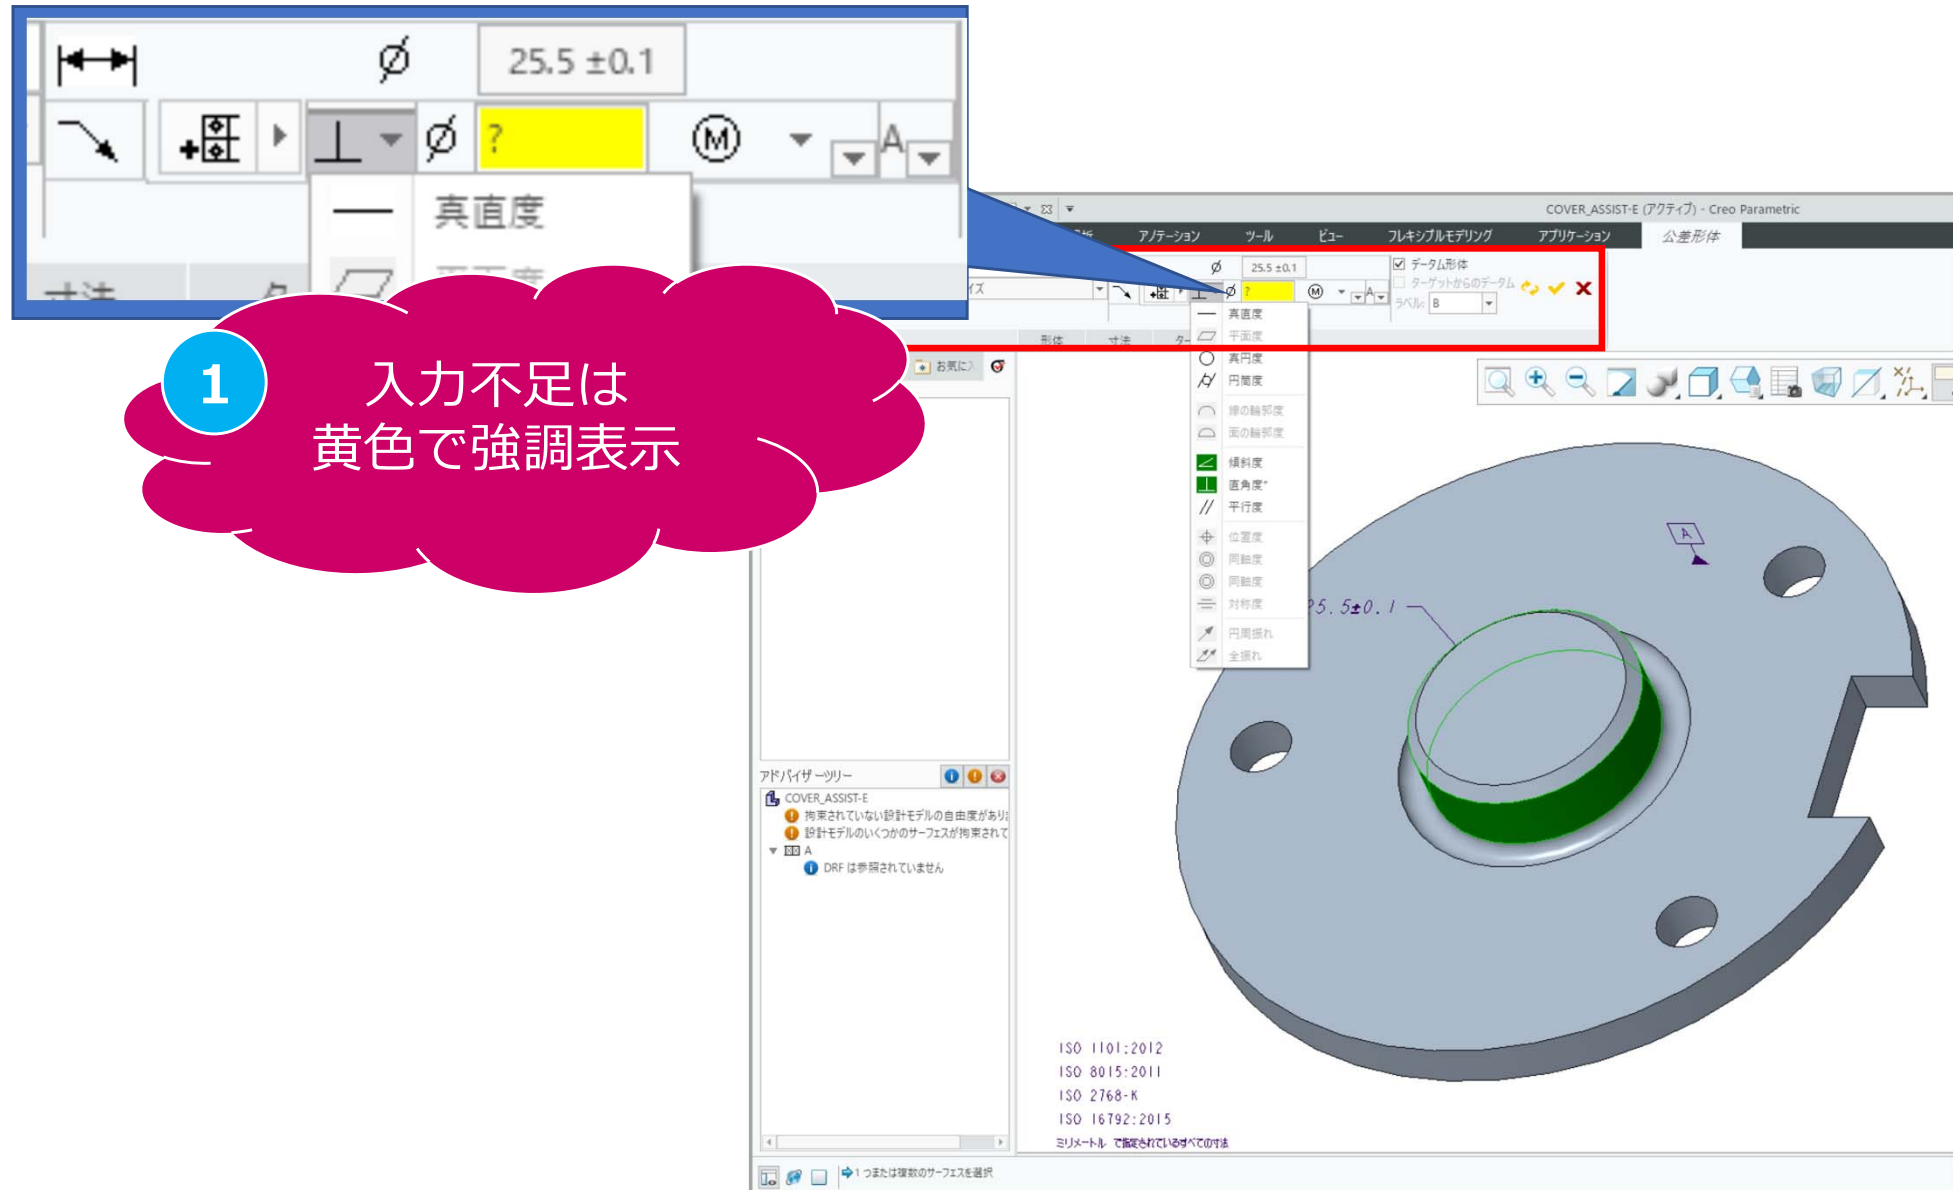 25.5 ±0.1
?
M
A
真直度
1
入力不足は
黄色で強調表示
COVER_ASSIST-E (アクティブ) - Creo Parametric
アノテーション
ツール
ビュー
フレキシブルモデリング
アプリケーション
公差形体
25.5 ±0.1
?
M
A
データム形体
ターゲットからのデータム
ラベル: B
形体
寸法
真直度
平面度
真円度
円筒度
線の輪郭度
面の輪郭度
傾斜度
直角度*
平行度
位置度
同軸度
同軸度
対称度
円周振れ
全振れ
お気に入
A
5.5±0.1
アドバイザーツリー
COVER_ASSIST-E
拘束されていない設計モデルの自由度があり
設計モデルのいくつかのサーフェスが拘束されて
A
DRF は参照されていません
ISO 1101:2012
ISO 8015:2011
ISO 2768-K
ISO 16792:2015
ミリメートル で指定されているすべての寸法
1 つまたは複数のサーフェスを選択